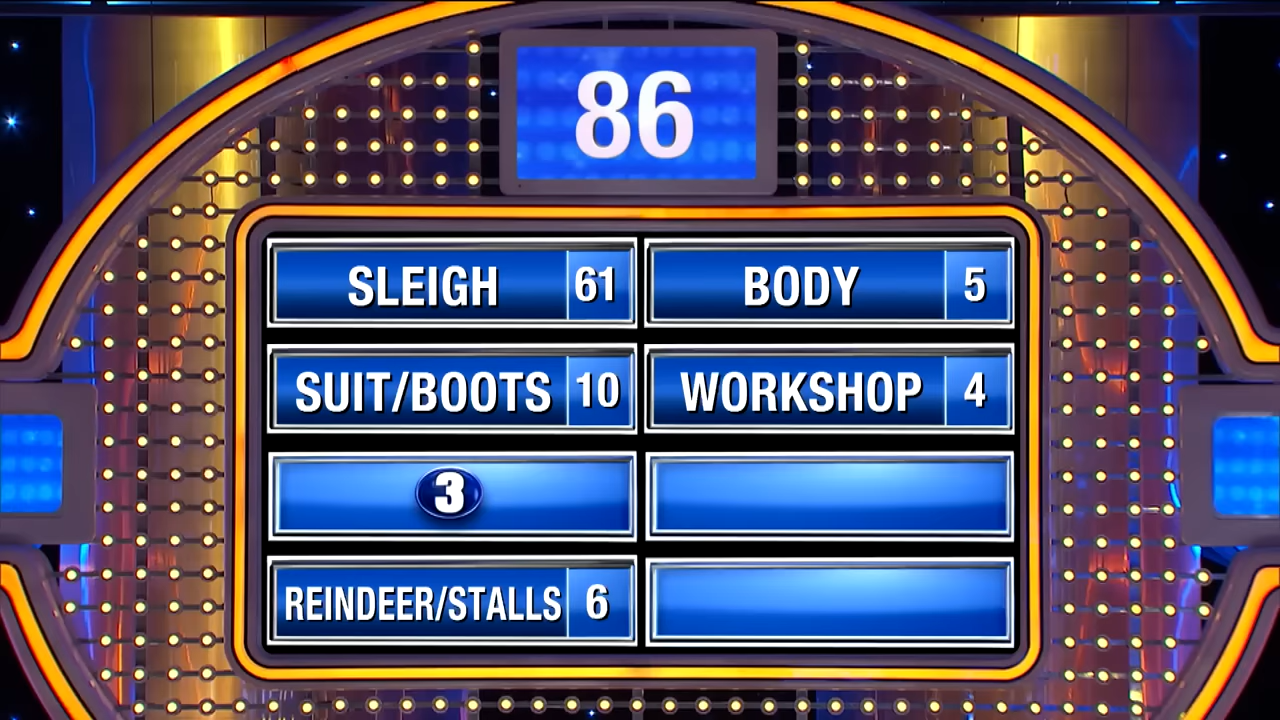 86
SLEIGH 61
BODY 5
SUIT/BOOTS 10
WORKSHOP 4
3
REINDEER/STALLS 6